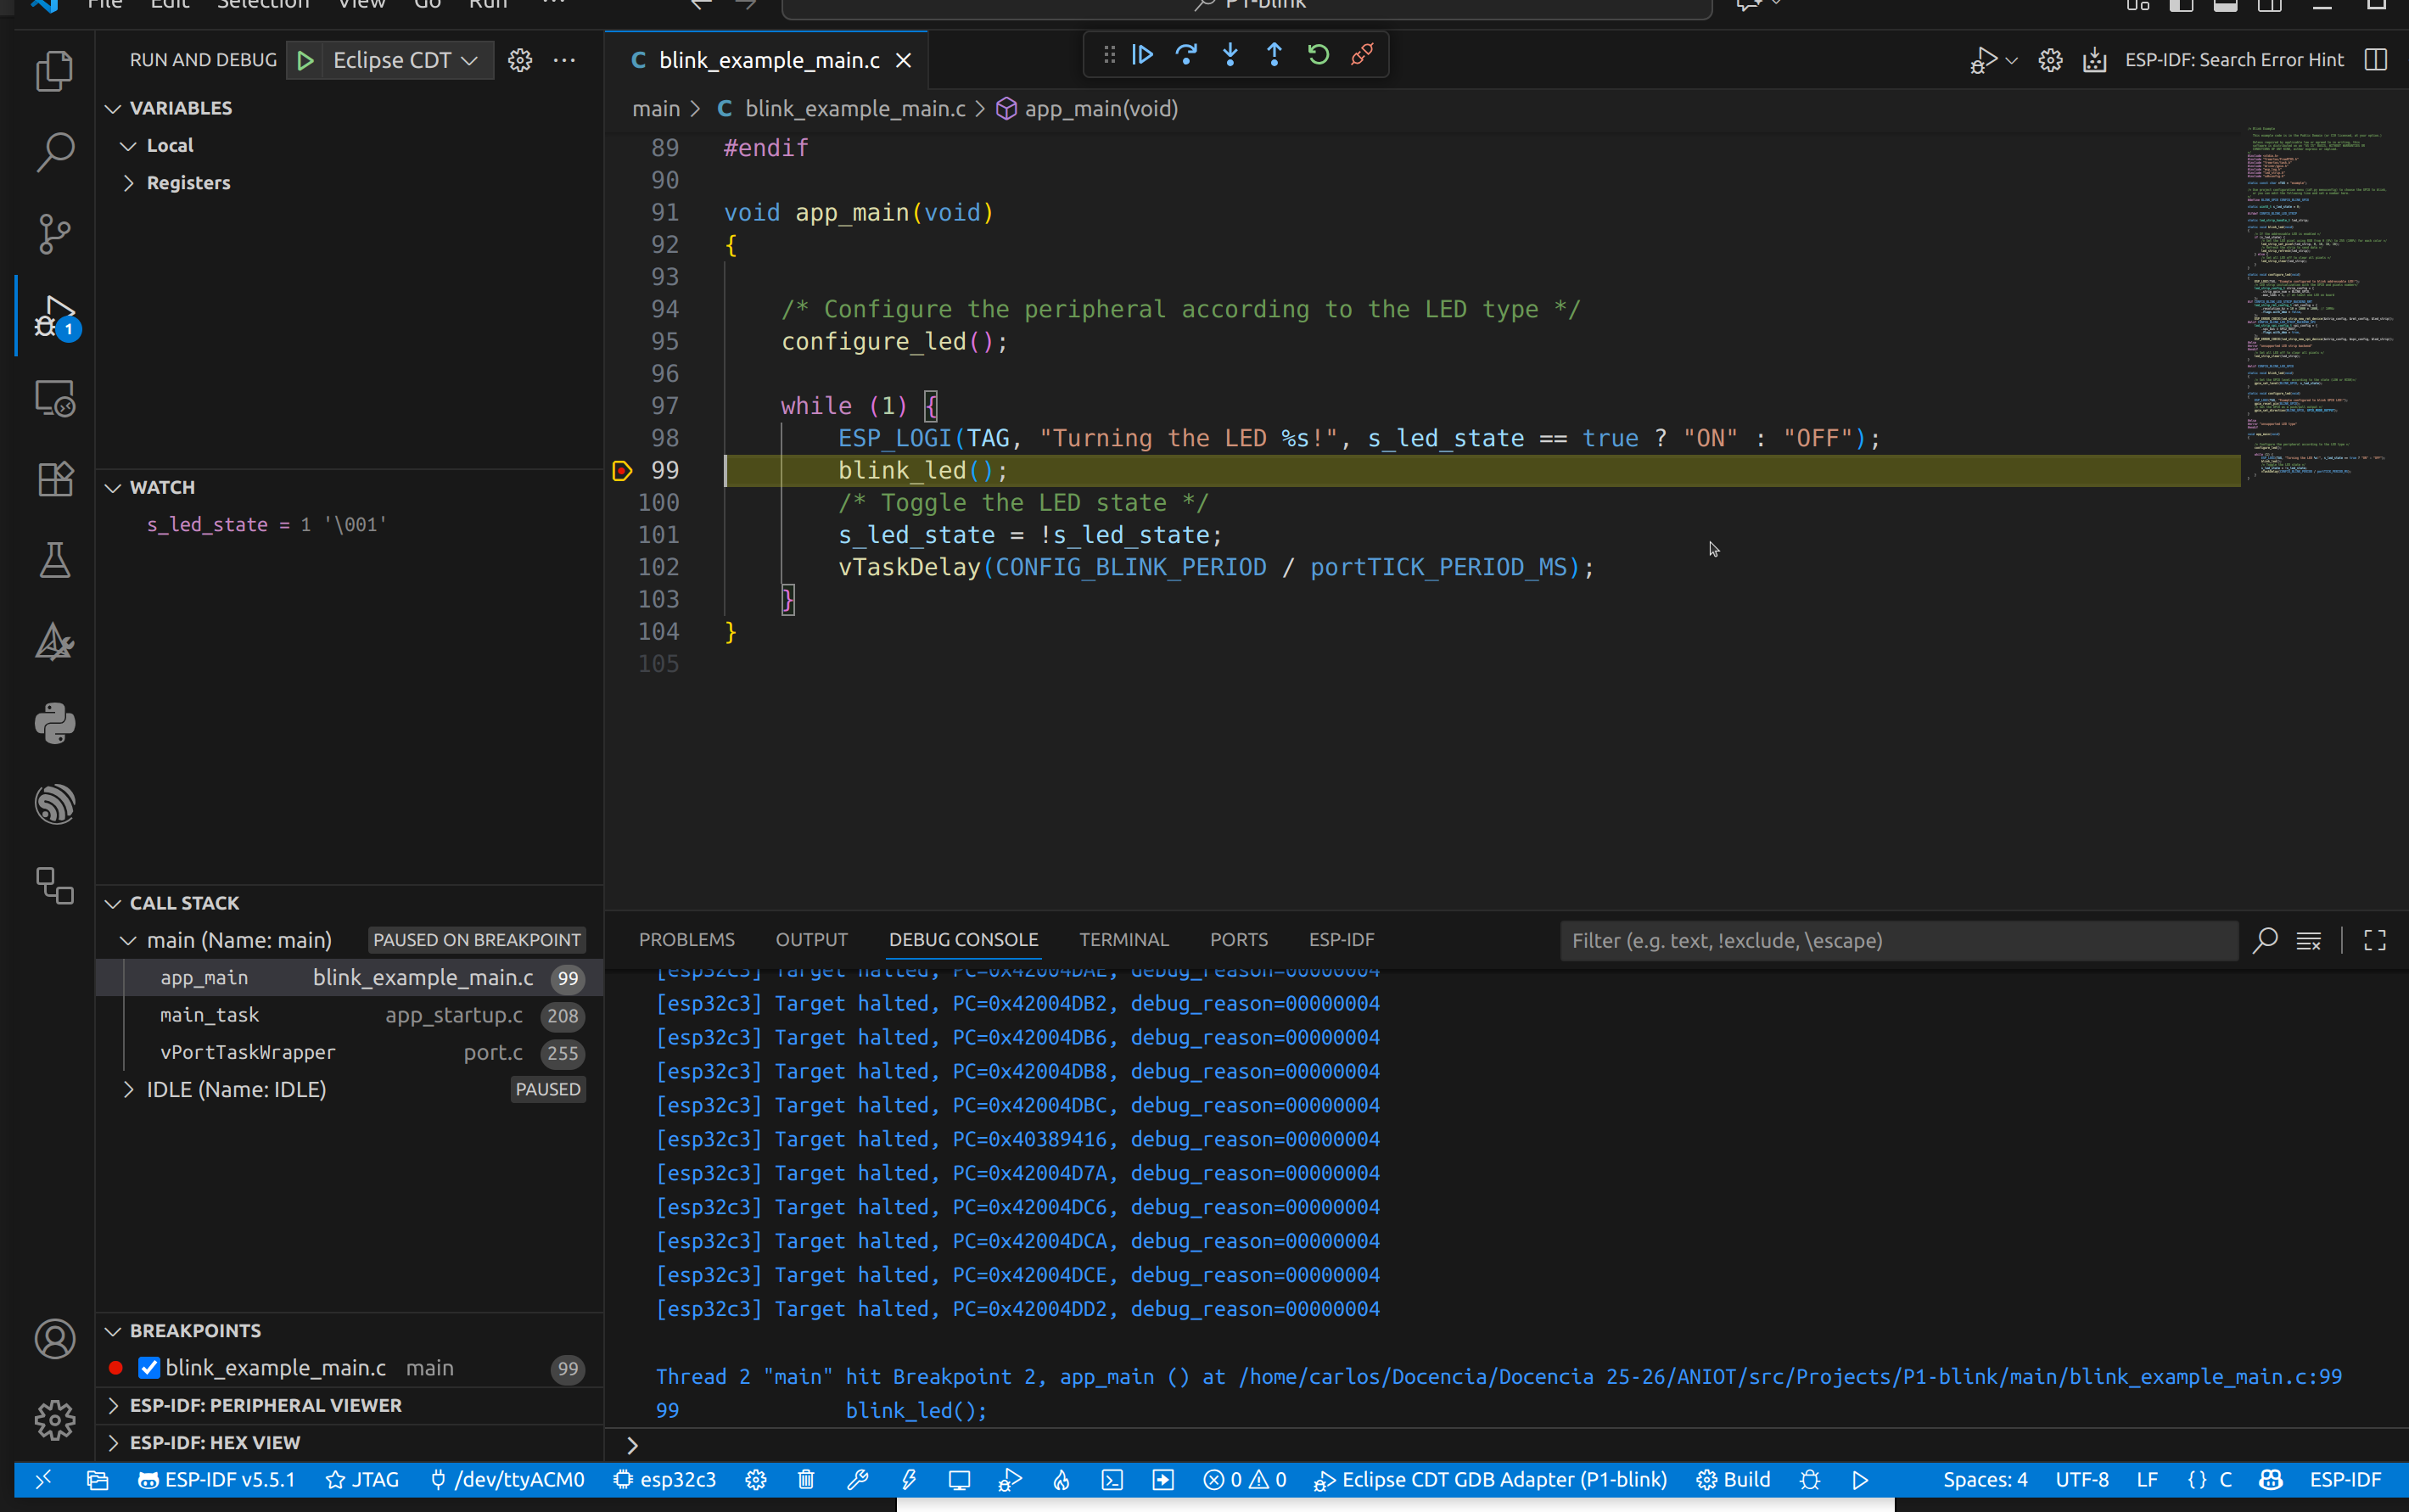 File Edit Selection View Go Run ···
P1-blink
RUN AND DEBUG Eclipse CDT
VARIABLES
Local
Registers
WATCH
s_led_state = 1 '\001'
CALL STACK
main (Name: main) PAUSED ON BREAKPOINT
app_main blink_example_main.c 99
main_task app_startup.c 208
vPortTaskWrapper port.c 255
IDLE (Name: IDLE) PAUSED
BREAKPOINTS
blink_example_main.c main 99
ESP-IDF: PERIPHERAL VIEWER
ESP-IDF: HEX VIEW
1
C blink_example_main.c
ESP-IDF: Search Error Hint
main > C blink_example_main.c > app_main(void)
89 #endif
90
91 void app_main(void)
92 {
93
94 /* Configure the peripheral according to the LED type */
95 configure_led();
96
97 while (1) {
98 ESP_LOGI(TAG, "Turning the LED %s!", s_led_state == true ? "ON" : "OFF");
99 blink_led();
100 /* Toggle the LED state */
101 s_led_state = !s_led_state;
102 vTaskDelay(CONFIG_BLINK_PERIOD / portTICK_PERIOD_MS);
103 }
104 }
105
PROBLEMS OUTPUT DEBUG CONSOLE TERMINAL PORTS ESP-IDF Filter (e.g. text, !exclude, \escape)
[esp32c3] Target halted, PC=0x42004DAE, debug_reason=00000004
[esp32c3] Target halted, PC=0x42004DB2, debug_reason=00000004
[esp32c3] Target halted, PC=0x42004DB6, debug_reason=00000004
[esp32c3] Target halted, PC=0x42004DB8, debug_reason=00000004
[esp32c3] Target halted, PC=0x42004DBC, debug_reason=00000004
[esp32c3] Target halted, PC=0x40389416, debug_reason=00000004
[esp32c3] Target halted, PC=0x42004D7A, debug_reason=00000004
[esp32c3] Target halted, PC=0x42004DC6, debug_reason=00000004
[esp32c3] Target halted, PC=0x42004DCA, debug_reason=00000004
[esp32c3] Target halted, PC=0x42004DCE, debug_reason=00000004
[esp32c3] Target halted, PC=0x42004DD2, debug_reason=00000004
Thread 2 "main" hit Breakpoint 2, app_main () at /home/carlos/Docencia/Docencia 25-26/ANIOT/src/Projects/P1-blink/main/blink_example_main.c:99
99 blink_led();
>
ESP-IDF v5.5.1 JTAG /dev/ttyACM0 esp32c3 0 0 Eclipse CDT GDB Adapter (P1-blink) Build Spaces: 4 UTF-8 LF {} C ESP-IDF